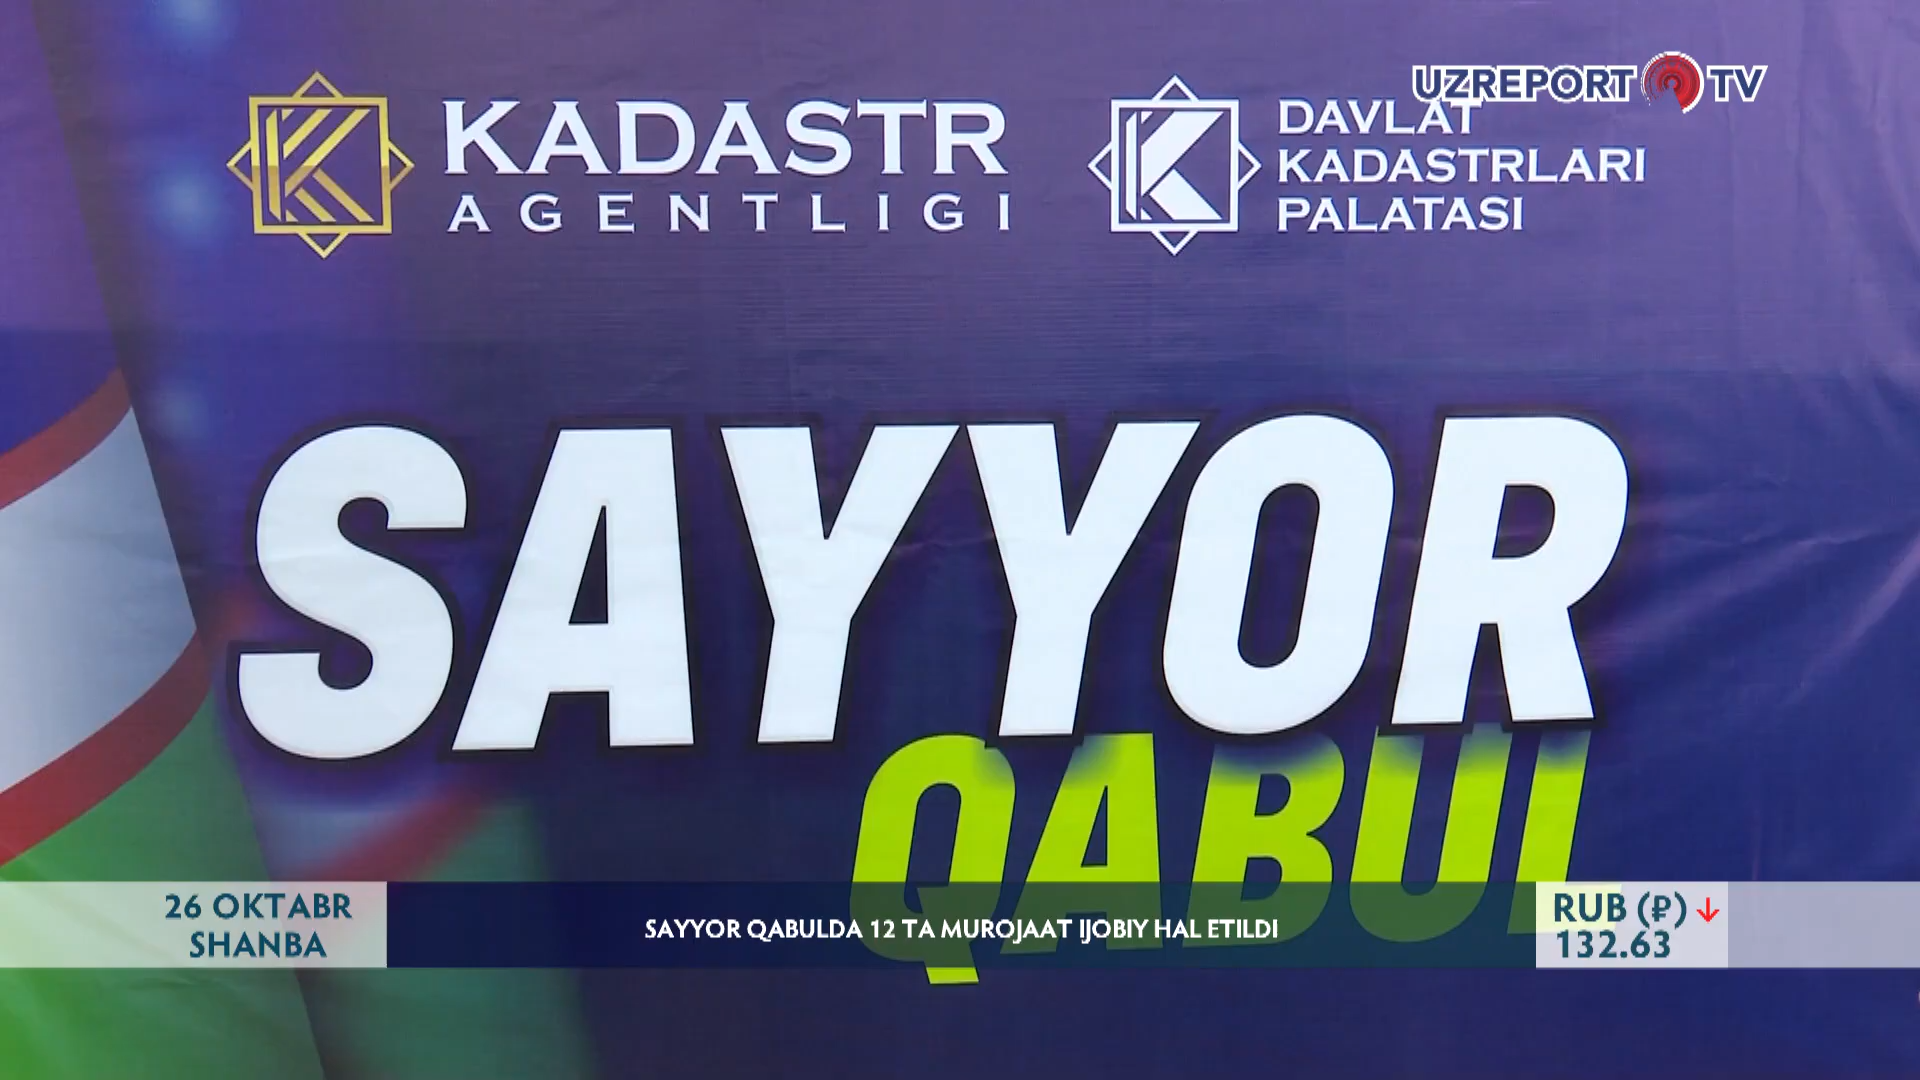 UZREPORT TV
KADASTR
AGENTLIGI
DAVLAT
KADASTRLARI
PALATASI
SAYYOR
QABUL
26 OKTABR
SHANBA
SAYYOR QABULDA 12 TA MUROJAAT IJOBIY HAL ETILDI
RUB (₽)
132.63